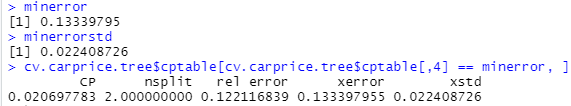 > minerror
[1] 0.13339795
> minerrorstd
[1] 0.022408726
> cv.carprice.tree$cptable[cv.carprice.tree$cptable[,4] == minerror, ]
CP nsplit rel error xerror xstd
0.020697783 2.000000000 0.122116839 0.133397955 0.022408726